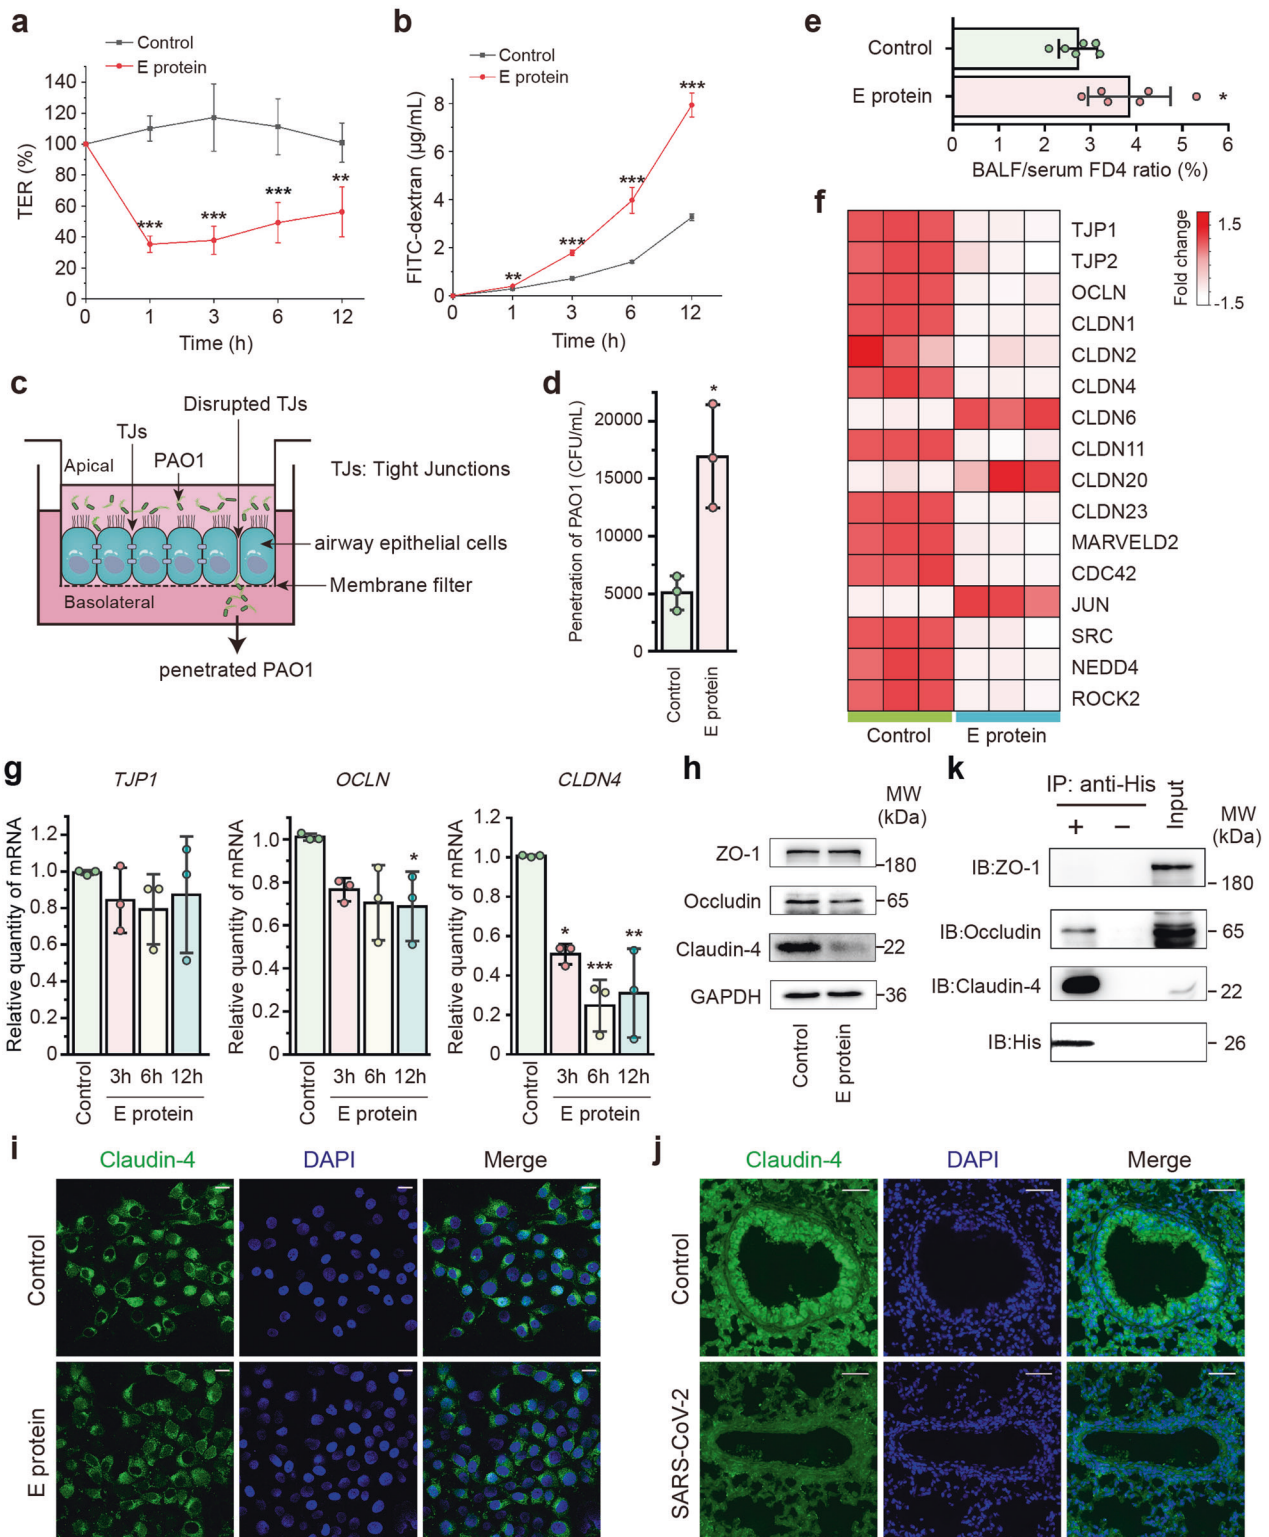 a
Control
E protein
TER (%)
140
120
100
80
60
40
20
0
***
***
***
**
0
1
3
6
12
Time (h)
b
Control
E protein
FITC-dextran (µg/mL)
8
6
4
2
0
**
***
***
***
0
1
3
6
12
Time (h)
e
Control
E protein
*
0
1
2
3
4
5
6
BALF/serum FD4 ratio (%)
c
Disrupted TJs
TJs
PAO1
Apical
TJs: Tight Junctions
airway epithelial cells
Membrane filter
Basolateral
penetrated PAO1
d
Penetration of PAO1 (CFU/mL)
20000
15000
10000
5000
0
*
Control
E protein
f
TJP1
TJP2
OCLN
CLDN1
CLDN2
CLDN4
CLDN6
CLDN11
CLDN20
CLDN23
MARVELD2
CDC42
JUN
SRC
NEDD4
ROCK2
Control
E protein
Fold change
1.5
-1.5
g
TJP1
Relative quantity of mRNA
1.2
1.0
0.8
0.6
0.4
0.2
0
Control
3h 6h 12h
E protein
OCLN
Relative quantity of mRNA
1.0
0.8
0.6
0.4
0.2
0
*
Control
3h 6h 12h
E protein
CLDN4
Relative quantity of mRNA
1.2
1.0
0.8
0.6
0.4
0.2
0
*
***
**
Control
3h 6h 12h
E protein
h
MW
(kDa)
ZO-1
180
Occludin
65
Claudin-4
22
GAPDH
36
Control
E protein
k
IP: anti-His
+
−
Input
MW
(kDa)
IB:ZO-1
180
IB:Occludin
65
IB:Claudin-4
22
IB:His
26
i
Claudin-4
DAPI
Merge
Control
E protein
j
Claudin-4
DAPI
Merge
Control
SARS-CoV-2